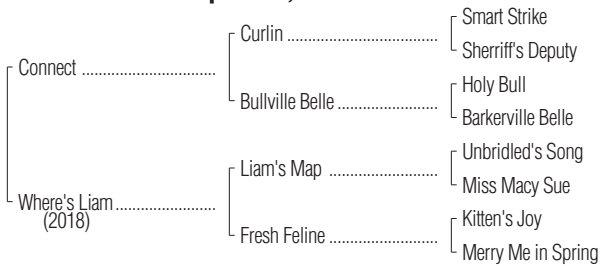 Smart Strike
Curlin
Sherriff's Deputy
Connect
Holy Bull
Bullville Belle
Barkerville Belle
Unbridled's Song
Liam's Map
Miss Macy Sue
Where's Liam
(2018)
Kitten's Joy
Fresh Feline
Merry Me in Spring